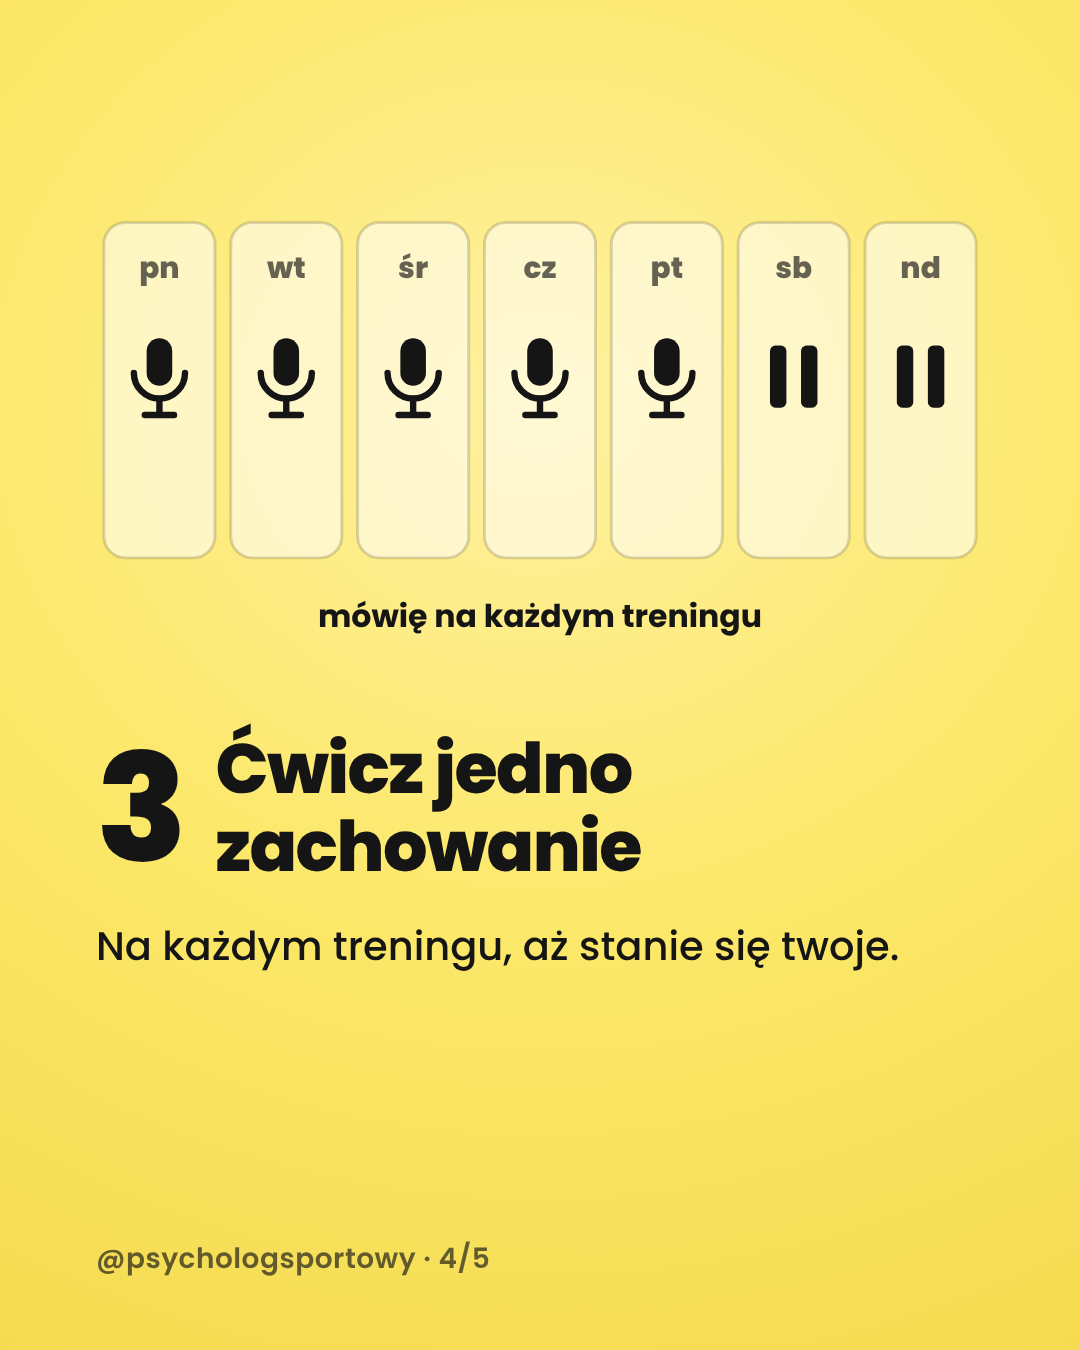 pn wt śr cz pt sb nd
mówię na każdym treningu
3 Ćwicz jedno
zachowanie
Na każdym treningu, aż stanie się twoje.
@psychologsportowy · 4/5